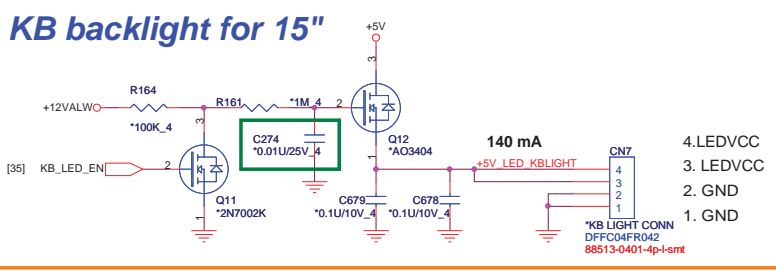 KB backlight for 15"
+5V
3
R164
+12VALW
*100K_4
R161
*1M_4
2
3
C274
*0.01U/25V_4
Q12
*AO3404
1
140 mA
+5V_LED_KBLIGHT
CN7
4
3
2
1
4.LEDVCC
3. LEDVCC
2. GND
1. GND
[35]
KB_LED_EN
2
Q11
*2N7002K
1
C679
*0.1U/10V_4
C678
*0.1U/10V_4
*KB LIGHT CONN
DFFC04FR042
88513-0401-4p-l-smt